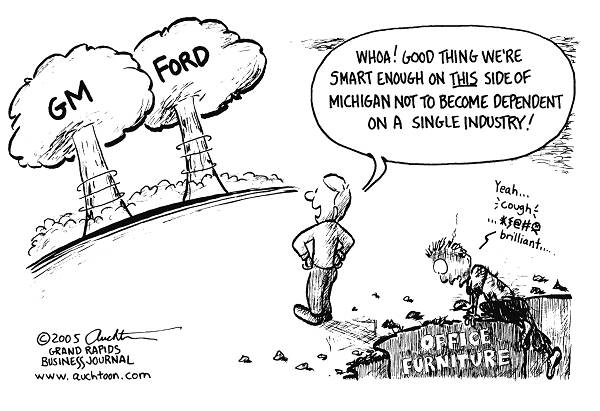 GM
FORD
WHOA! GOOD THING WE'RE
SMART ENOUGH ON THIS SIDE OF
MICHIGAN NOT TO BECOME DEPENDENT
ON A SINGLE INDUSTRY!
Yeah...
cough
...*§@#@
brilliant....
OFFICE
FURNITURE
©2005 Auchter
GRAND RAPIDS
BUSINESS JOURNAL
www.auchtoon.com